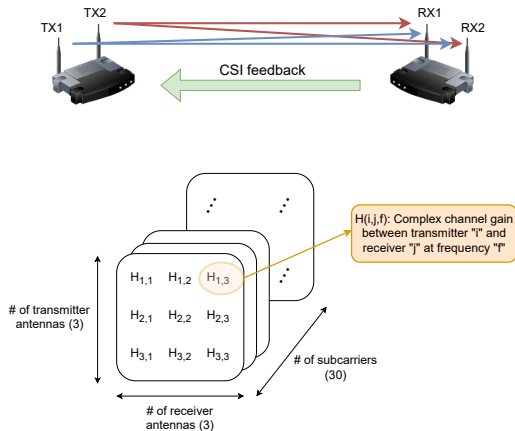 TX1
TX2
RX1
RX2
CSI feedback
H(i,j,f): Complex channel gain
between transmitter "i" and
receiver "j" at frequency "f"
H1,1 H1,2 H1,3
H2,1 H2,2 H2,3
H3,1 H3,2 H3,3
# of transmitter
antennas (3)
# of subcarriers
(30)
# of receiver
antennas (3)